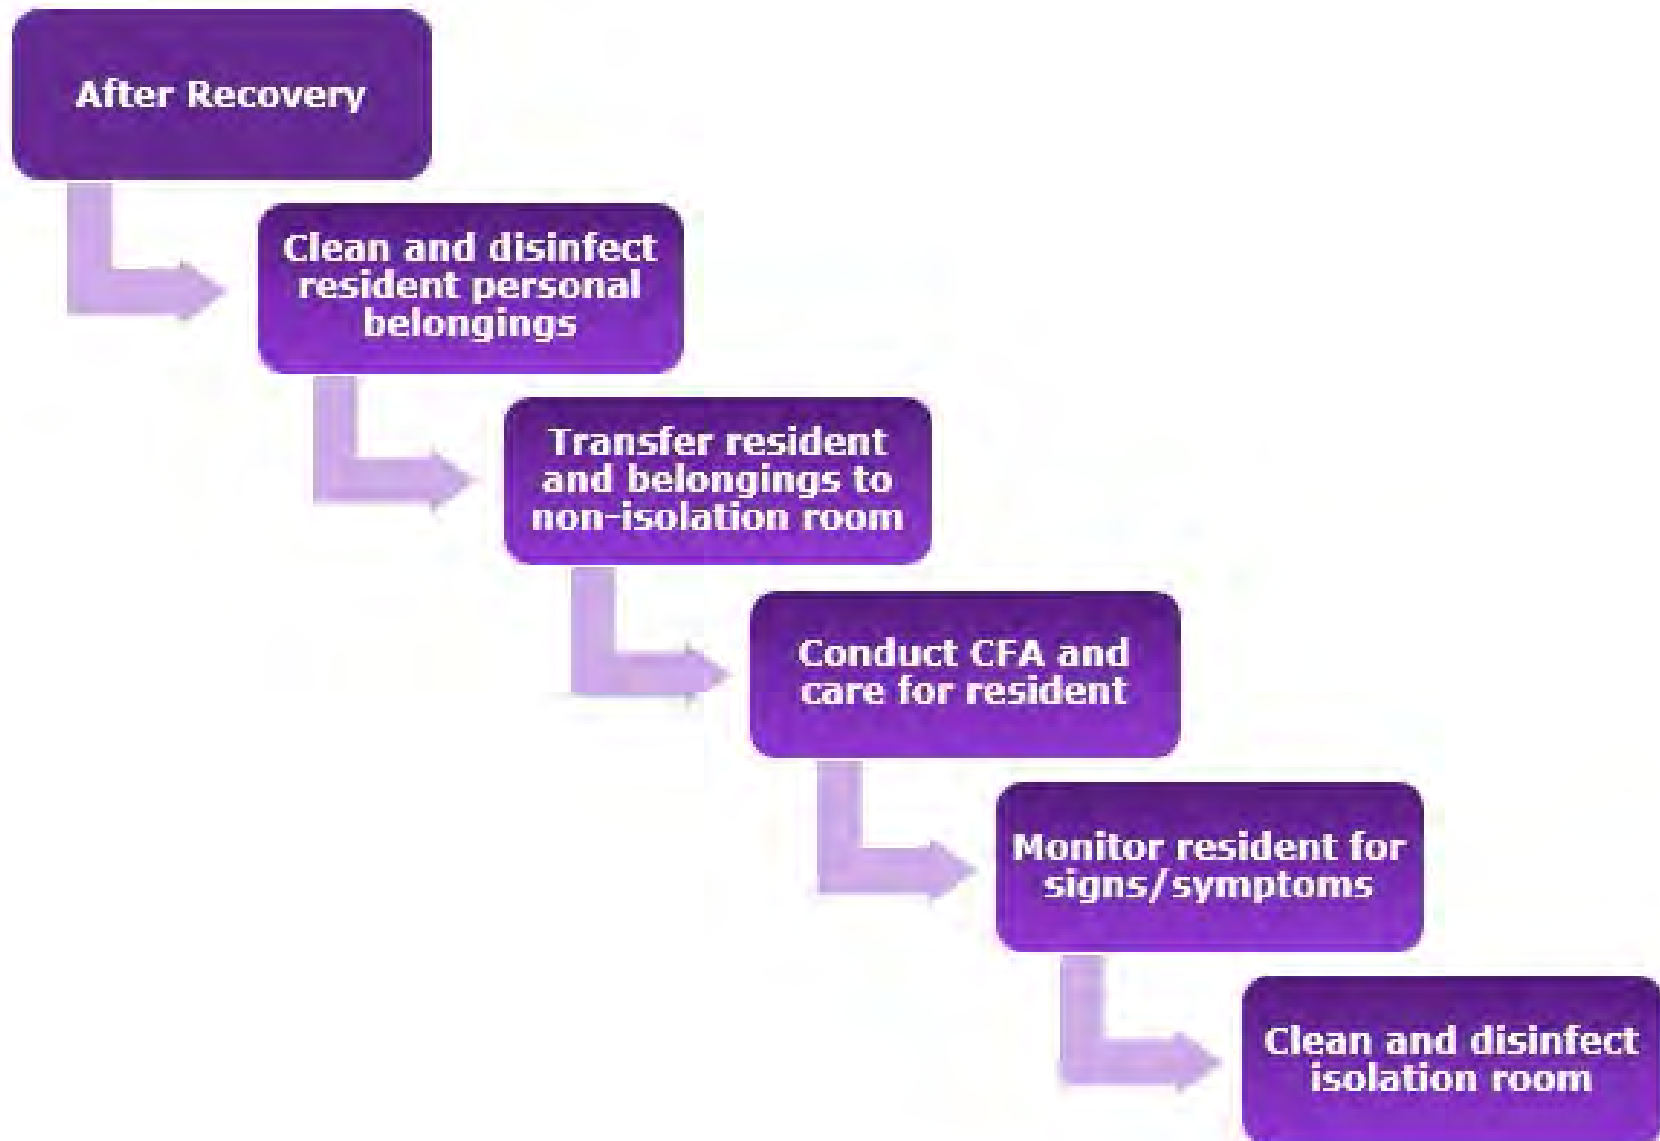 After Recovery
Clean and disinfect
resident personal
belongings
Transfer resident
and belongings to
non-isolation room
Conduct CFA and
care for resident
Monitor resident for
signs/symptoms
Clean and disinfect
isolation room